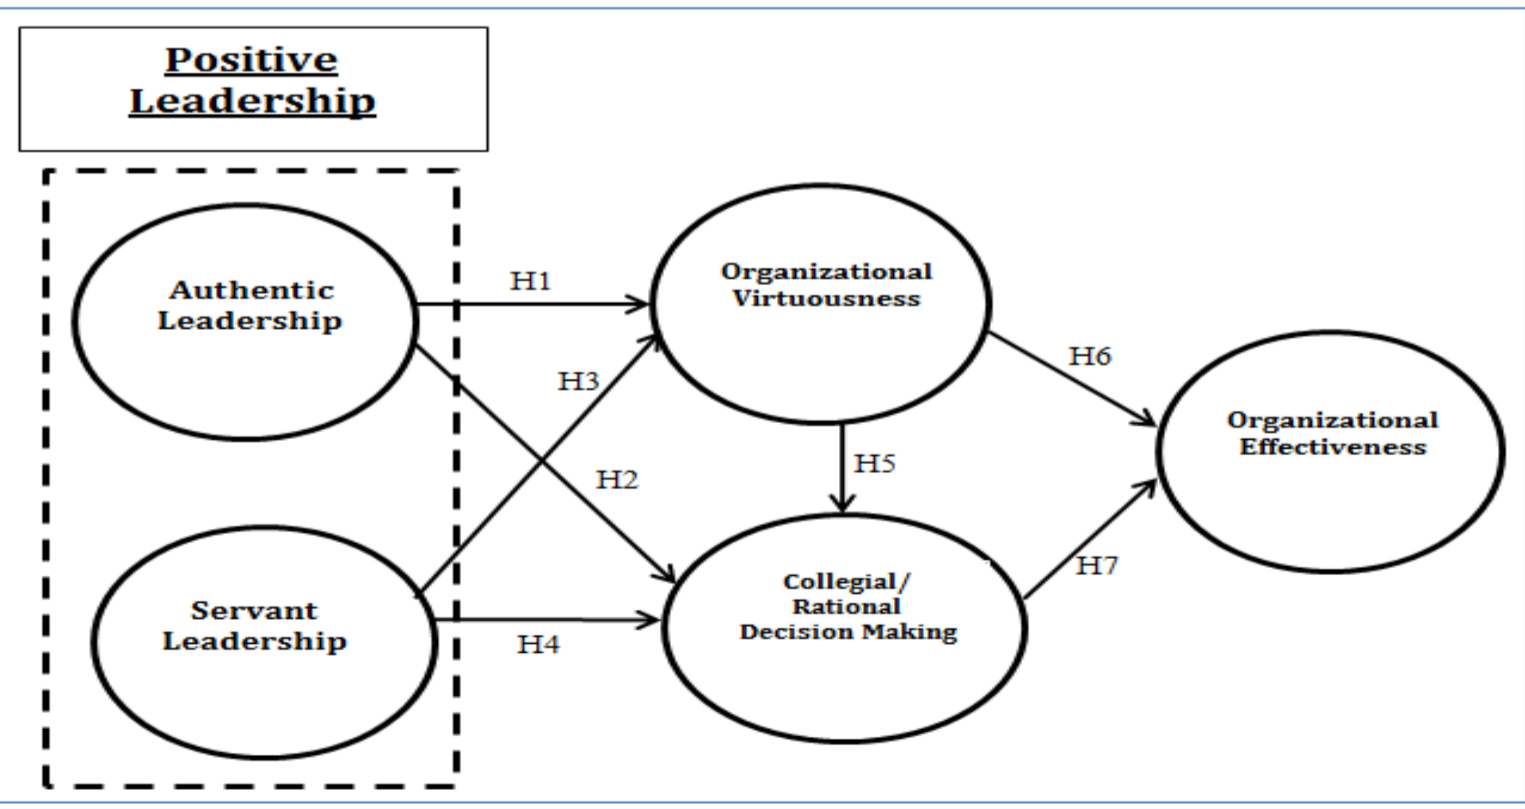 Positive
Leadership
Authentic
Leadership
H1
Organizational
Virtuousness
H3
H6
H2
H5
Organizational
Effectiveness
Servant
Leadership
H4
Collegial/
Rational
Decision Making
H7